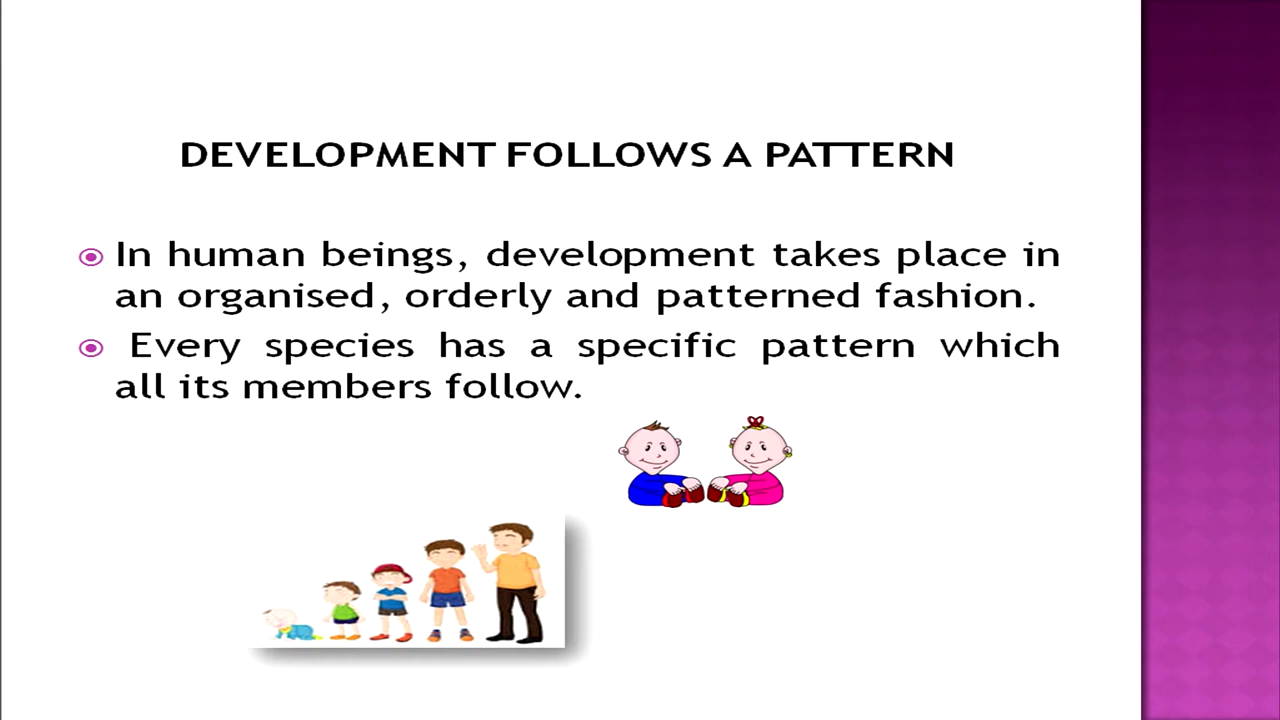 DEVELOPMENT FOLLOWS A PATTERN
In human beings, development takes place in
an organised, orderly and patterned fashion.
Every species has a specific pattern which
all its members follow.